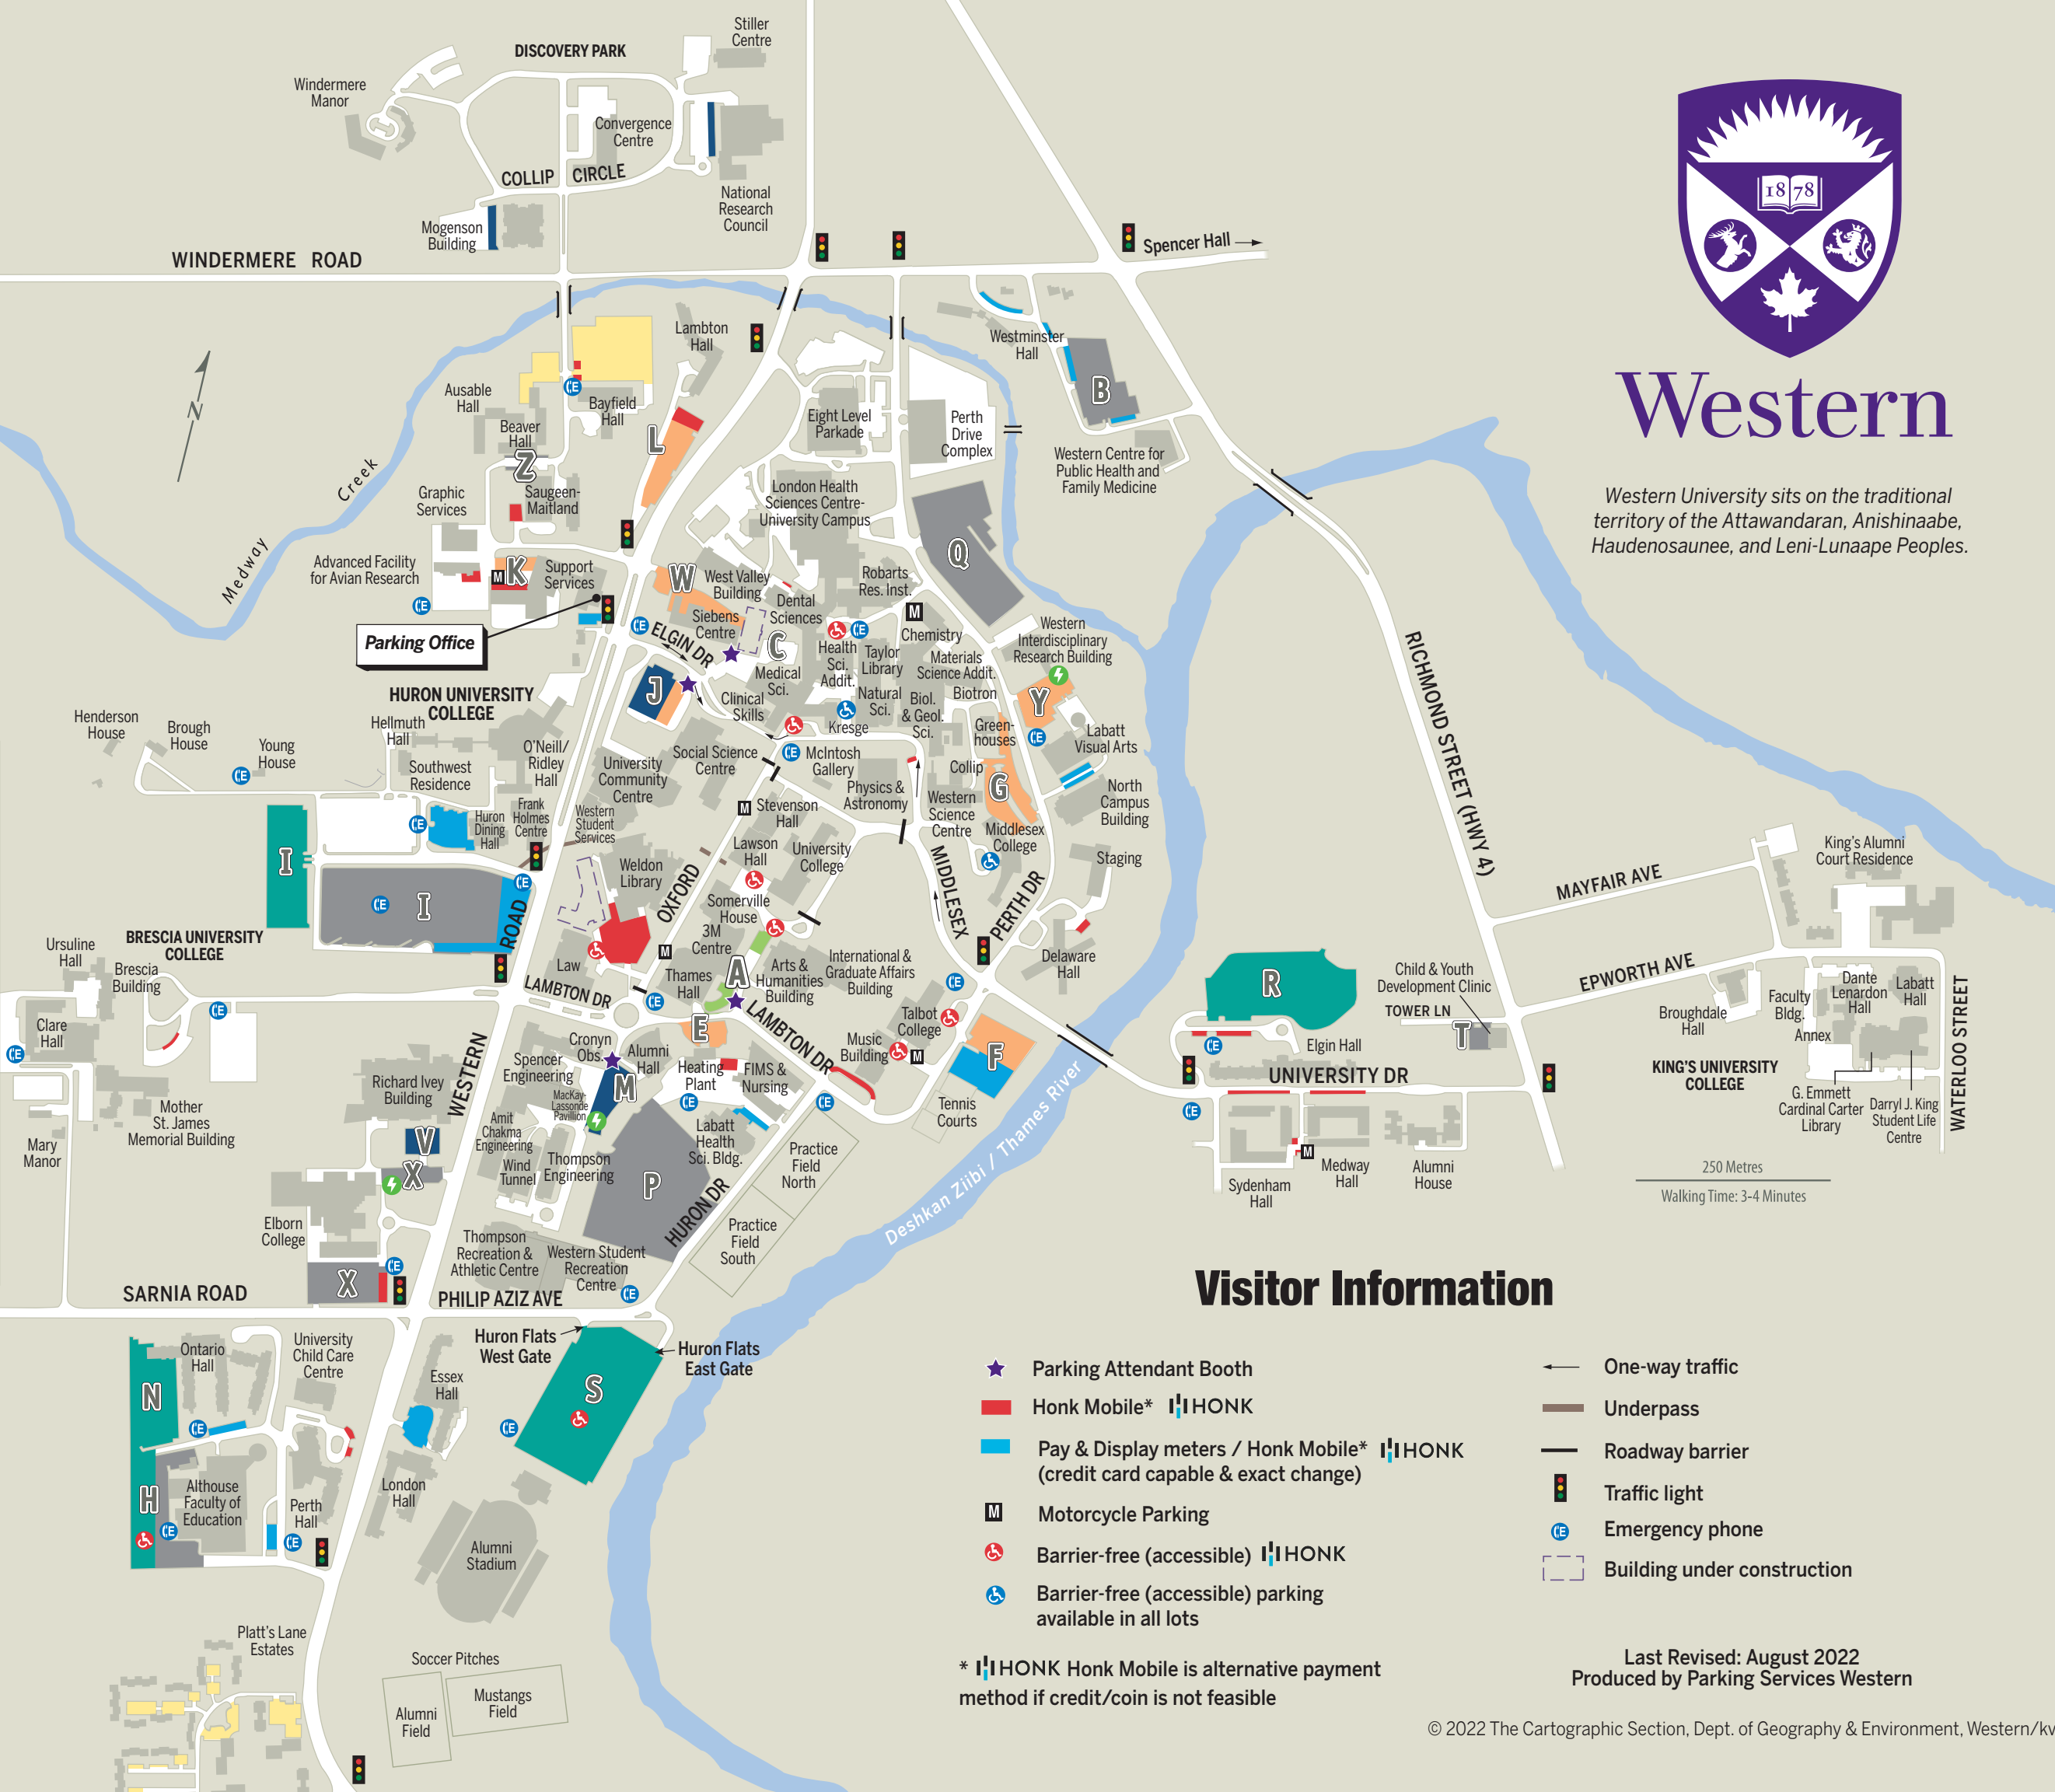 DISCOVERY PARK
Stiller
Centre
Windermere
Manor
Convergence
Centre
COLLIP CIRCLE
National
Research
Council
Mogenson
Building
WINDERMERE ROAD
Spencer Hall
1878
Western
Western University sits on the traditional
territory of the Attawandaran, Anishinaabe,
Haudenosaunee, and Leni-Lunaape Peoples.
N
Medway Creek
Lambton
Hall
Westminster
Hall
B
Ausable
Hall
Bayfield
Hall
Beaver
Hall
Z
L
Eight Level
Parkade
Perth
Drive
Complex
Western Centre for
Public Health and
Family Medicine
Graphic
Services
Saugeen-
Maitland
London Health
Sciences Centre-
University Campus
Q
Advanced Facility
for Avian Research
M
K
Support
Services
W
West Valley
Building
Robarts
Res. Inst.
Dental
Sciences
Siebens
Centre
C
M
Chemistry
Western
Interdisciplinary
Research Building
Parking Office
ELGIN DR
Health
Sci.
Addit.
Taylor
Library
Materials
Science Addit.
Medical
Sci.
J
Clinical
Skills
Natural
Sci.
Kresge
Biol.
& Geol.
Sci.
Biotron
Y
Green-
houses
Labatt
Visual Arts
HURON UNIVERSITY
COLLEGE
Henderson
House
Brough
House
Young
House
Hellmuth
Hall
O'Neill/
Ridley
Hall
Southwest
Residence
University
Community
Centre
Social Science
Centre
McIntosh
Gallery
Physics &
Astronomy
Collip
G
North
Campus
Building
Huron
Dining
Hall
Frank
Holmes
Centre
Western
Student
Services
M
Stevenson
Hall
Western
Science
Centre
Middlesex
College
Staging
I
I
Weldon
Library
Lawson
Hall
University
College
OXFORD
Somerville
House
MIDDLESEX
PERTH DR
RICHMOND STREET (HWY 4)
MAYFAIR AVE
King's Alumni
Court Residence
BRESCIA UNIVERSITY
COLLEGE
Ursuline
Hall
Brescia
Building
WESTERN ROAD
Law
M
3M
Centre
A
Arts &
Humanities
Building
International &
Graduate Affairs
Building
Delaware
Hall
LAMBTON DR
Thames
Hall
E
LAMBTON DR
Talbot
College
Music
Building
M
F
R
Child & Youth
Development Clinic
TOWER LN
T
EPWORTH AVE
Broughdale
Hall
Faculty
Bldg.
Annex
Dante
Lenardon
Hall
Labatt
Hall
WATERLOO STREET
KING'S UNIVERSITY
COLLEGE
G. Emmett
Cardinal Carter
Library
Darryl J. King
Student Life
Centre
Elgin Hall
UNIVERSITY DR
Clare
Hall
Mother
St. James
Memorial Building
Mary
Manor
Richard Ivey
Building
V
X
Spencer
Engineering
Cronyn
Obs.
Alumni
Hall
M
MacKay-
Lassonde
Pavillion
Heating
Plant
FIMS &
Nursing
Amit
Chakma
Engineering
Wind
Tunnel
Thompson
Engineering
Labatt
Health
Sci. Bldg.
P
HURON DR
Practice
Field
North
Practice
Field
South
Tennis
Courts
Deshkan Ziibi / Thames River
Sydenham
Hall
M
Medway
Hall
Alumni
House
250 Metres
Walking Time: 3-4 Minutes
Elborn
College
X
Thompson
Recreation &
Athletic Centre
Western Student
Recreation
Centre
SARNIA ROAD
PHILIP AZIZ AVE
Huron Flats
West Gate
Huron Flats
East Gate
S
N
Ontario
Hall
University
Child Care
Centre
Essex
Hall
H
Althouse
Faculty of
Education
Perth
Hall
London
Hall
Alumni
Stadium
Platt's Lane
Estates
Soccer Pitches
Alumni
Field
Mustangs
Field
Visitor Information
Parking Attendant Booth
Honk Mobile* HONK
Pay & Display meters / Honk Mobile* HONK
(credit card capable & exact change)
M Motorcycle Parking
Barrier-free (accessible) HONK
Barrier-free (accessible) parking
available in all lots
* HONK Honk Mobile is alternative payment
method if credit/coin is not feasible
One-way traffic
Underpass
Roadway barrier
Traffic light
Emergency phone
Building under construction
Last Revised: August 2022
Produced by Parking Services Western
© 2022 The Cartographic Section, Dept. of Geography & Environment, Western/kv